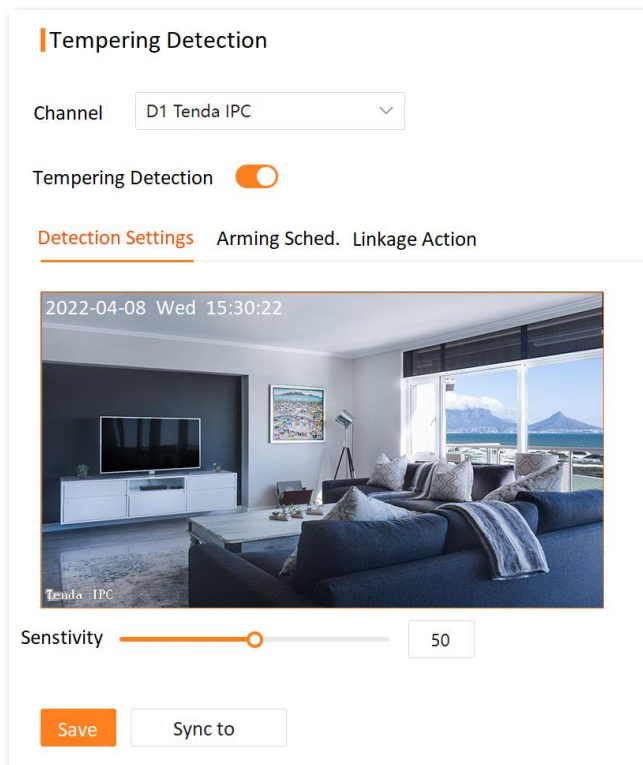 Tempering Detection
Channel D1 Tenda IPC
Tempering Detection
Detection Settings Arming Sched. Linkage Action
2022-04-08 Wed 15:30:22
Tenda IPC
Senstivity 50
Save Sync to